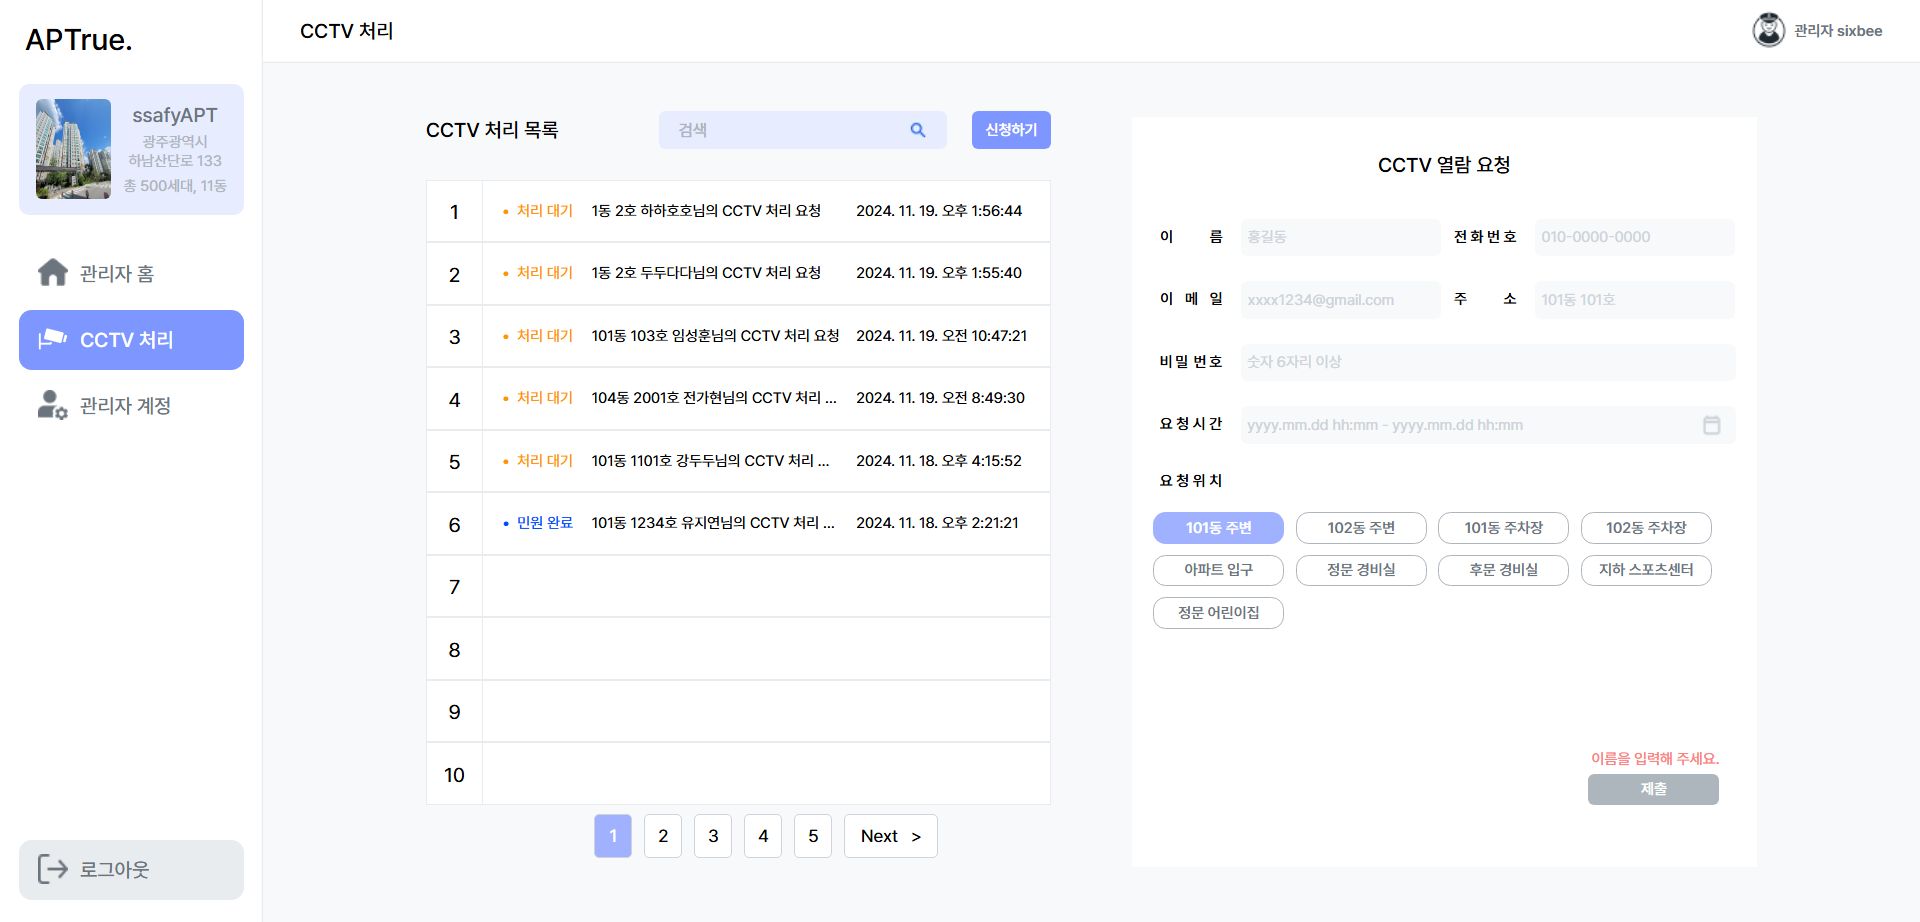 APTrue.
ssafyAPT
광주광역시
하남산단로 133
총 500세대, 11동
관리자 홈
CCTV 처리
관리자 계정
로그아웃
CCTV 처리
관리자 sixbee
CCTV 처리 목록
검색
신청하기
1 • 처리 대기 1동 2호 하하호호님의 CCTV 처리 요청 2024. 11. 19. 오후 1:56:44
2 • 처리 대기 1동 2호 두두다다님의 CCTV 처리 요청 2024. 11. 19. 오후 1:55:40
3 • 처리 대기 101동 103호 임성훈님의 CCTV 처리 요청 2024. 11. 19. 오전 10:47:21
4 • 처리 대기 104동 2001호 전가현님의 CCTV 처리 ... 2024. 11. 19. 오전 8:49:30
5 • 처리 대기 101동 1101호 강두두님의 CCTV 처리 ... 2024. 11. 18. 오후 4:15:52
6 • 민원 완료 101동 1234호 유지연님의 CCTV 처리 ... 2024. 11. 18. 오후 2:21:21
7
8
9
10
1 2 3 4 5 Next >
CCTV 열람 요청
이 름 홍길동 전화번호 010-0000-0000
이 메 일 xxxx1234@gmail.com 주 소 101동 101호
비밀번호 숫자 6자리 이상
요청시간 yyyy.mm.dd hh:mm - yyyy.mm.dd hh:mm
요청위치
101동 주변 102동 주변 101동 주차장 102동 주차장
아파트 입구 정문 경비실 후문 경비실 지하 스포츠센터
정문 어린이집
이름을 입력해 주세요.
제출